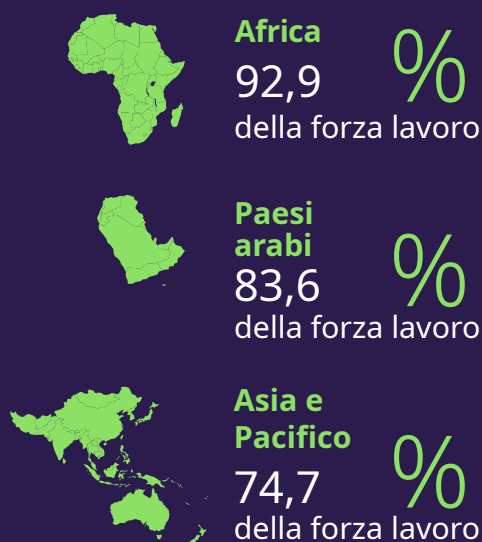 Africa
92,9 %
della forza lavoro
Paesi
arabi
83,6 %
della forza lavoro
Asia e
Pacifico
74,7 %
della forza lavoro